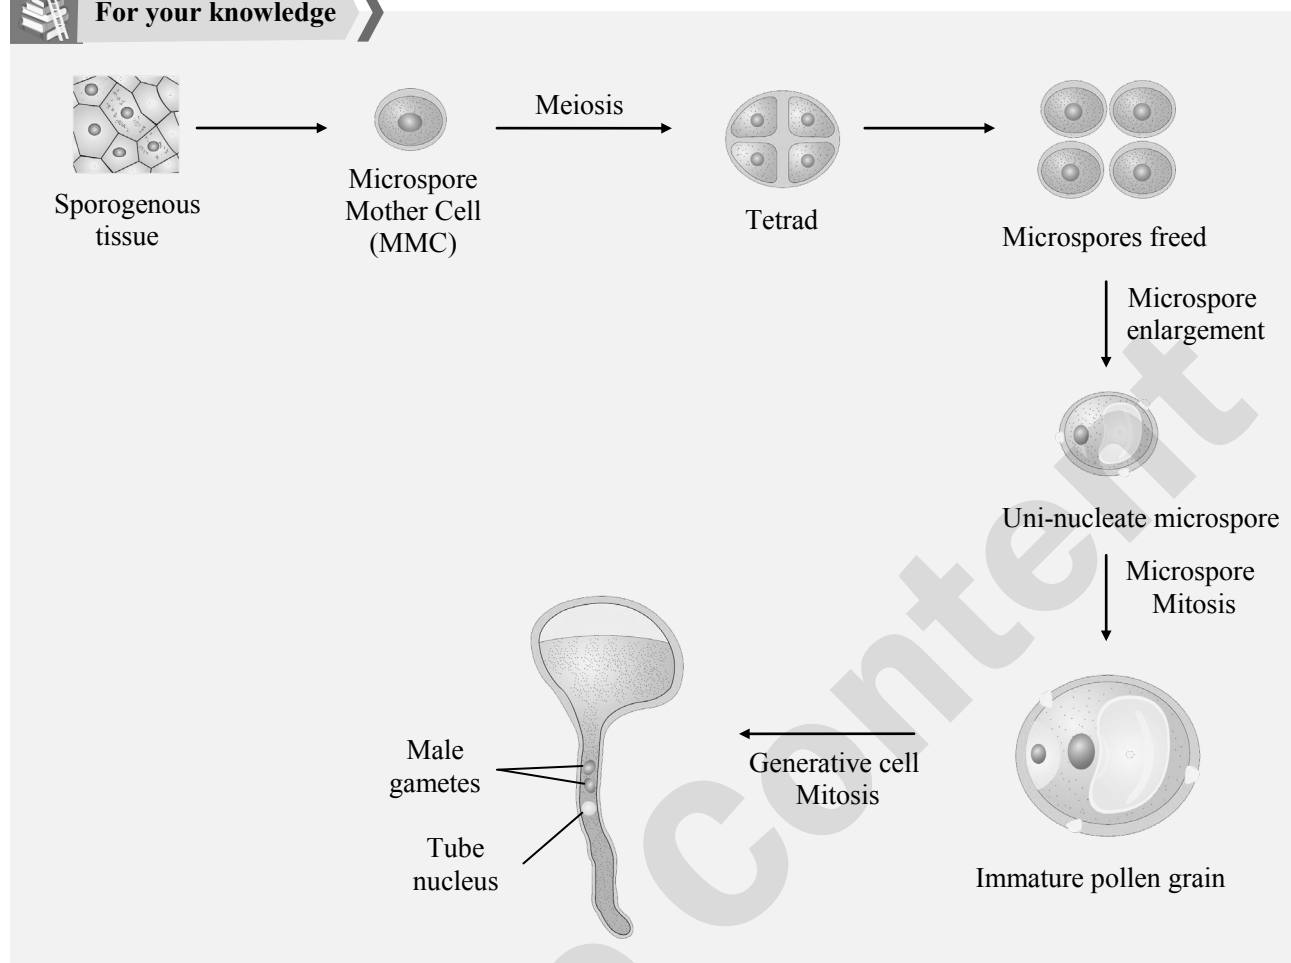 For your knowledge
Meiosis
Sporogenous
tissue
Microspore
Mother Cell
(MMC)
Tetrad
Microspores freed
Microspore
enlargement
Uni-nucleate microspore
Microspore
Mitosis
Male
gametes
Tube
nucleus
Generative cell
Mitosis
Immature pollen grain
Content